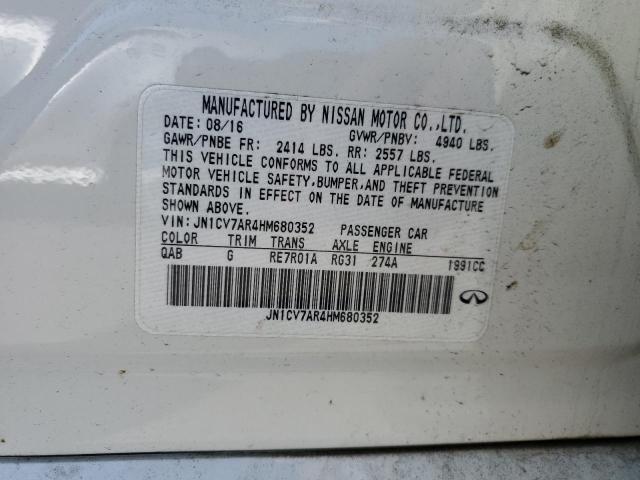 MANUFACTURED BY NISSAN MOTOR CO.,LTD.
DATE: 08/16 GVWR/PNBV: 4940 LBS.
GAWR/PNBE FR: 2414 LBS. RR: 2557 LBS.
THIS VEHICLE CONFORMS TO ALL APPLICABLE FEDERAL
MOTOR VEHICLE SAFETY,BUMPER,AND THEFT PREVENTION
STANDARDS IN EFFECT ON THE DATE OF MANUFACTURE
SHOWN ABOVE.
VIN: JN1CV7AR4HM680352 PASSENGER CAR
COLOR TRIM TRANS AXLE ENGINE
QAB G RE7R01A RG31 274A 1991CC
JN1CV7AR4HM680352